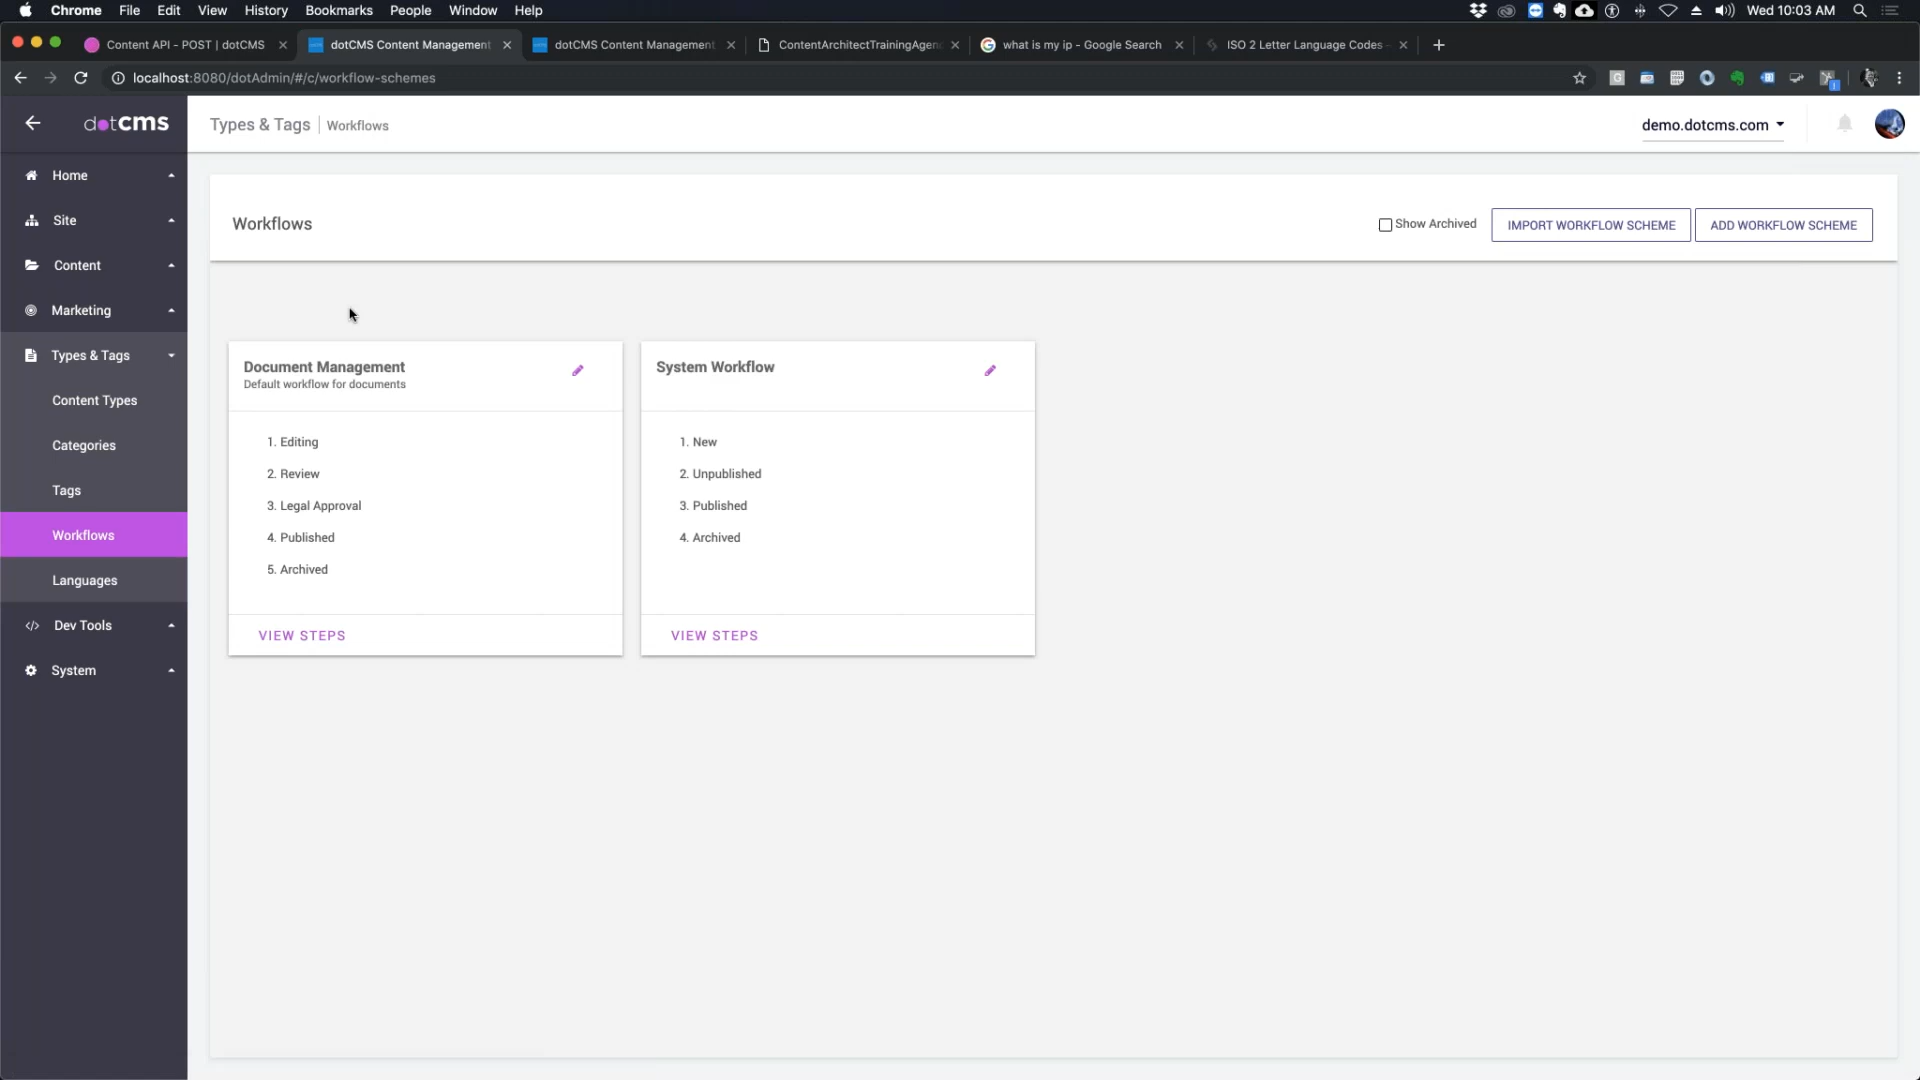 Chrome File Edit View History Bookmarks People Window Help Wed 10:03 AM
Content API - POST | dotCMS dotCMS Content Management dotCMS Content Management ContentArchitectTrainingAgen what is my ip - Google Search ISO 2 Letter Language Codes
localhost:8080/dotAdmin/#/c/workflow-schemes
dotCMS
Types & Tags Workflows
demo.dotcms.com
Home
Site
Content
Marketing
Types & Tags
Content Types
Categories
Tags
Workflows
Languages
Dev Tools
System
Workflows
Show Archived
IMPORT WORKFLOW SCHEME
ADD WORKFLOW SCHEME
Document Management
Default workflow for documents
1. Editing
2. Review
3. Legal Approval
4. Published
5. Archived
VIEW STEPS
System Workflow
1. New
2. Unpublished
3. Published
4. Archived
VIEW STEPS